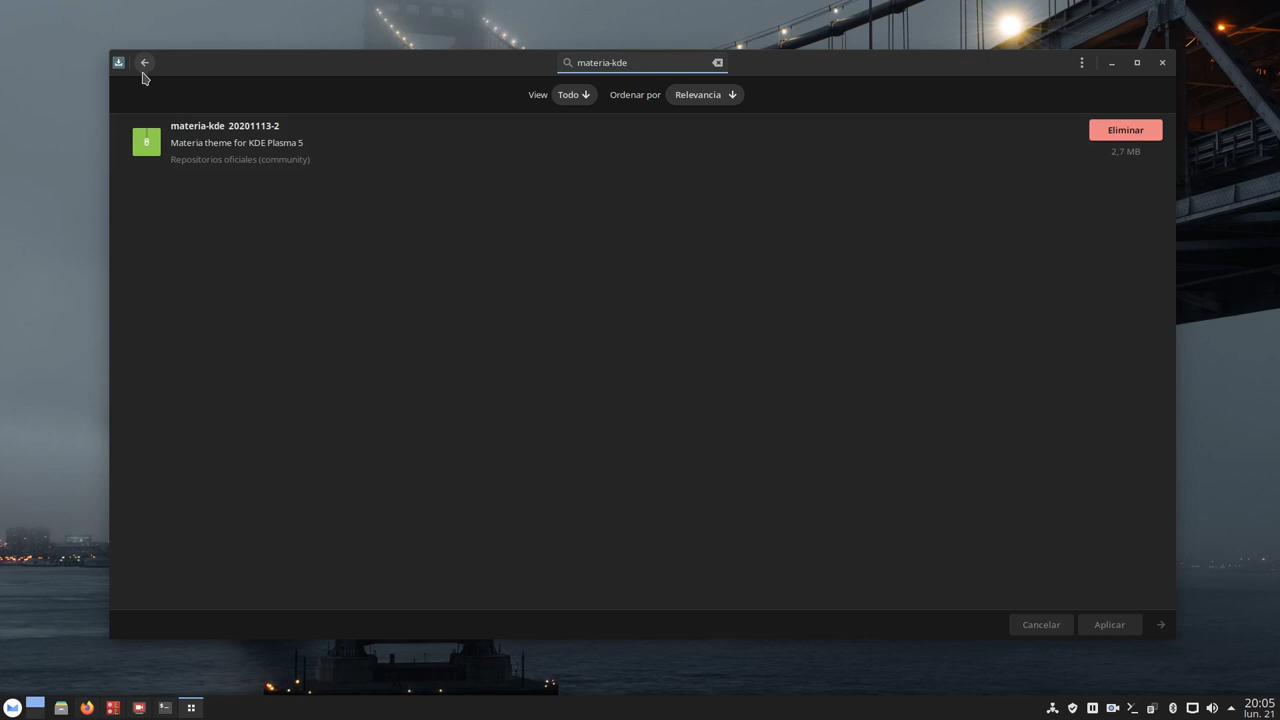 materia-kde
View Todo Ordenar por Relevancia
materia-kde 20201113-2
Materia theme for KDE Plasma 5
Repositorios oficiales (community)
Eliminar
2,7 MB
Cancelar Aplicar
20:05
lun. 21